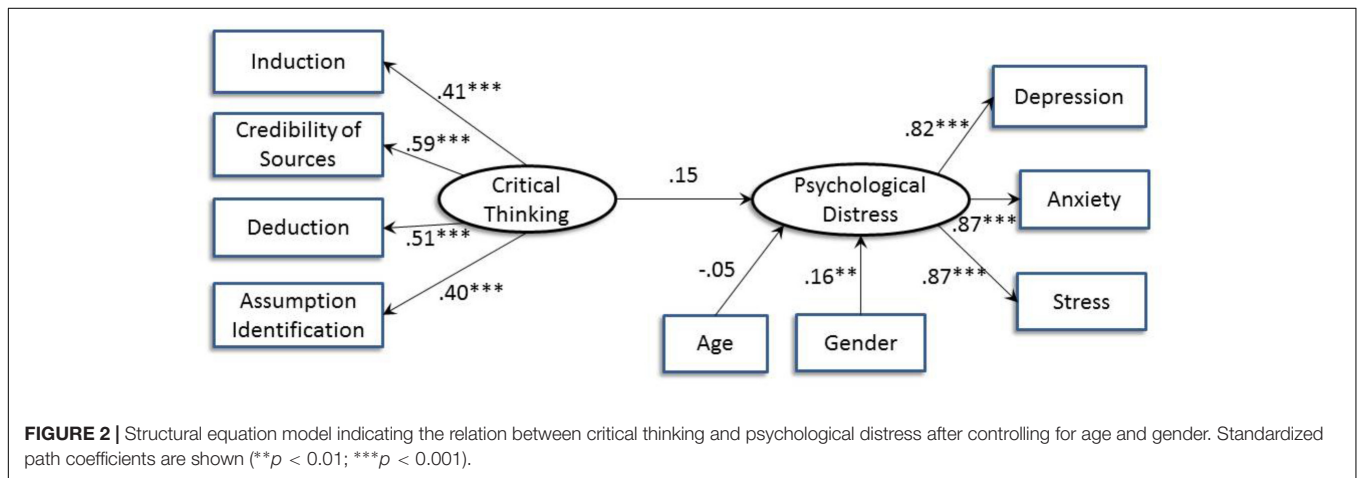 Induction
.41***
Credibility of
Sources
.59***
Deduction
.51***
Assumption
Identification
.40***
Critical
Thinking
.15
Psychological
Distress
-.05
Age
.16**
Gender
.82***
Depression
.87***
Anxiety
.87***
Stress
FIGURE 2 | Structural equation model indicating the relation between critical thinking and psychological distress after controlling for age and gender. Standardized
path coefficients are shown (**p < 0.01; ***p < 0.001).